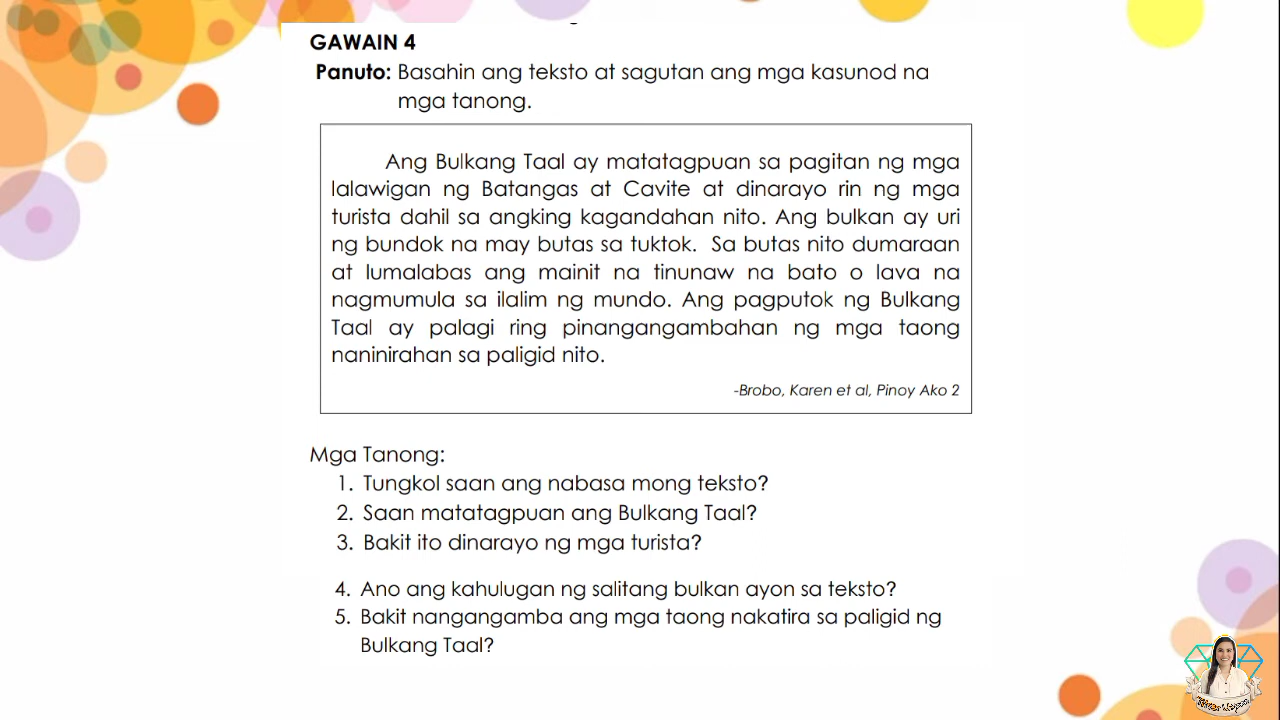 GAWAIN 4
Panuto: Basahin ang teksto at sagutan ang mga kasunod na
mga tanong.
Ang Bulkang Taal ay matatagpuan sa pagitan ng mga
lalawigan ng Batangas at Cavite at dinarayo rin ng mga
turista dahil sa angking kagandahan nito. Ang bulkan ay uri
ng bundok na may butas sa tuktok. Sa butas nito dumaraan
at lumalabas ang mainit na tinunaw na bato o lava na
nagmumula sa ilalim ng mundo. Ang pagputok ng Bulkang
Taal ay palagi ring pinangangambahan ng mga taong
naninirahan sa paligid nito.
-Brobo, Karen et al, Pinoy Ako 2
Mga Tanong:
1. Tungkol saan ang nabasa mong teksto?
2. Saan matatagpuan ang Bulkang Taal?
3. Bakit ito dinarayo ng mga turista?
4. Ano ang kahulugan ng salitang bulkan ayon sa teksto?
5. Bakit nangangamba ang mga taong nakatira sa paligid ng
Bulkang Taal?